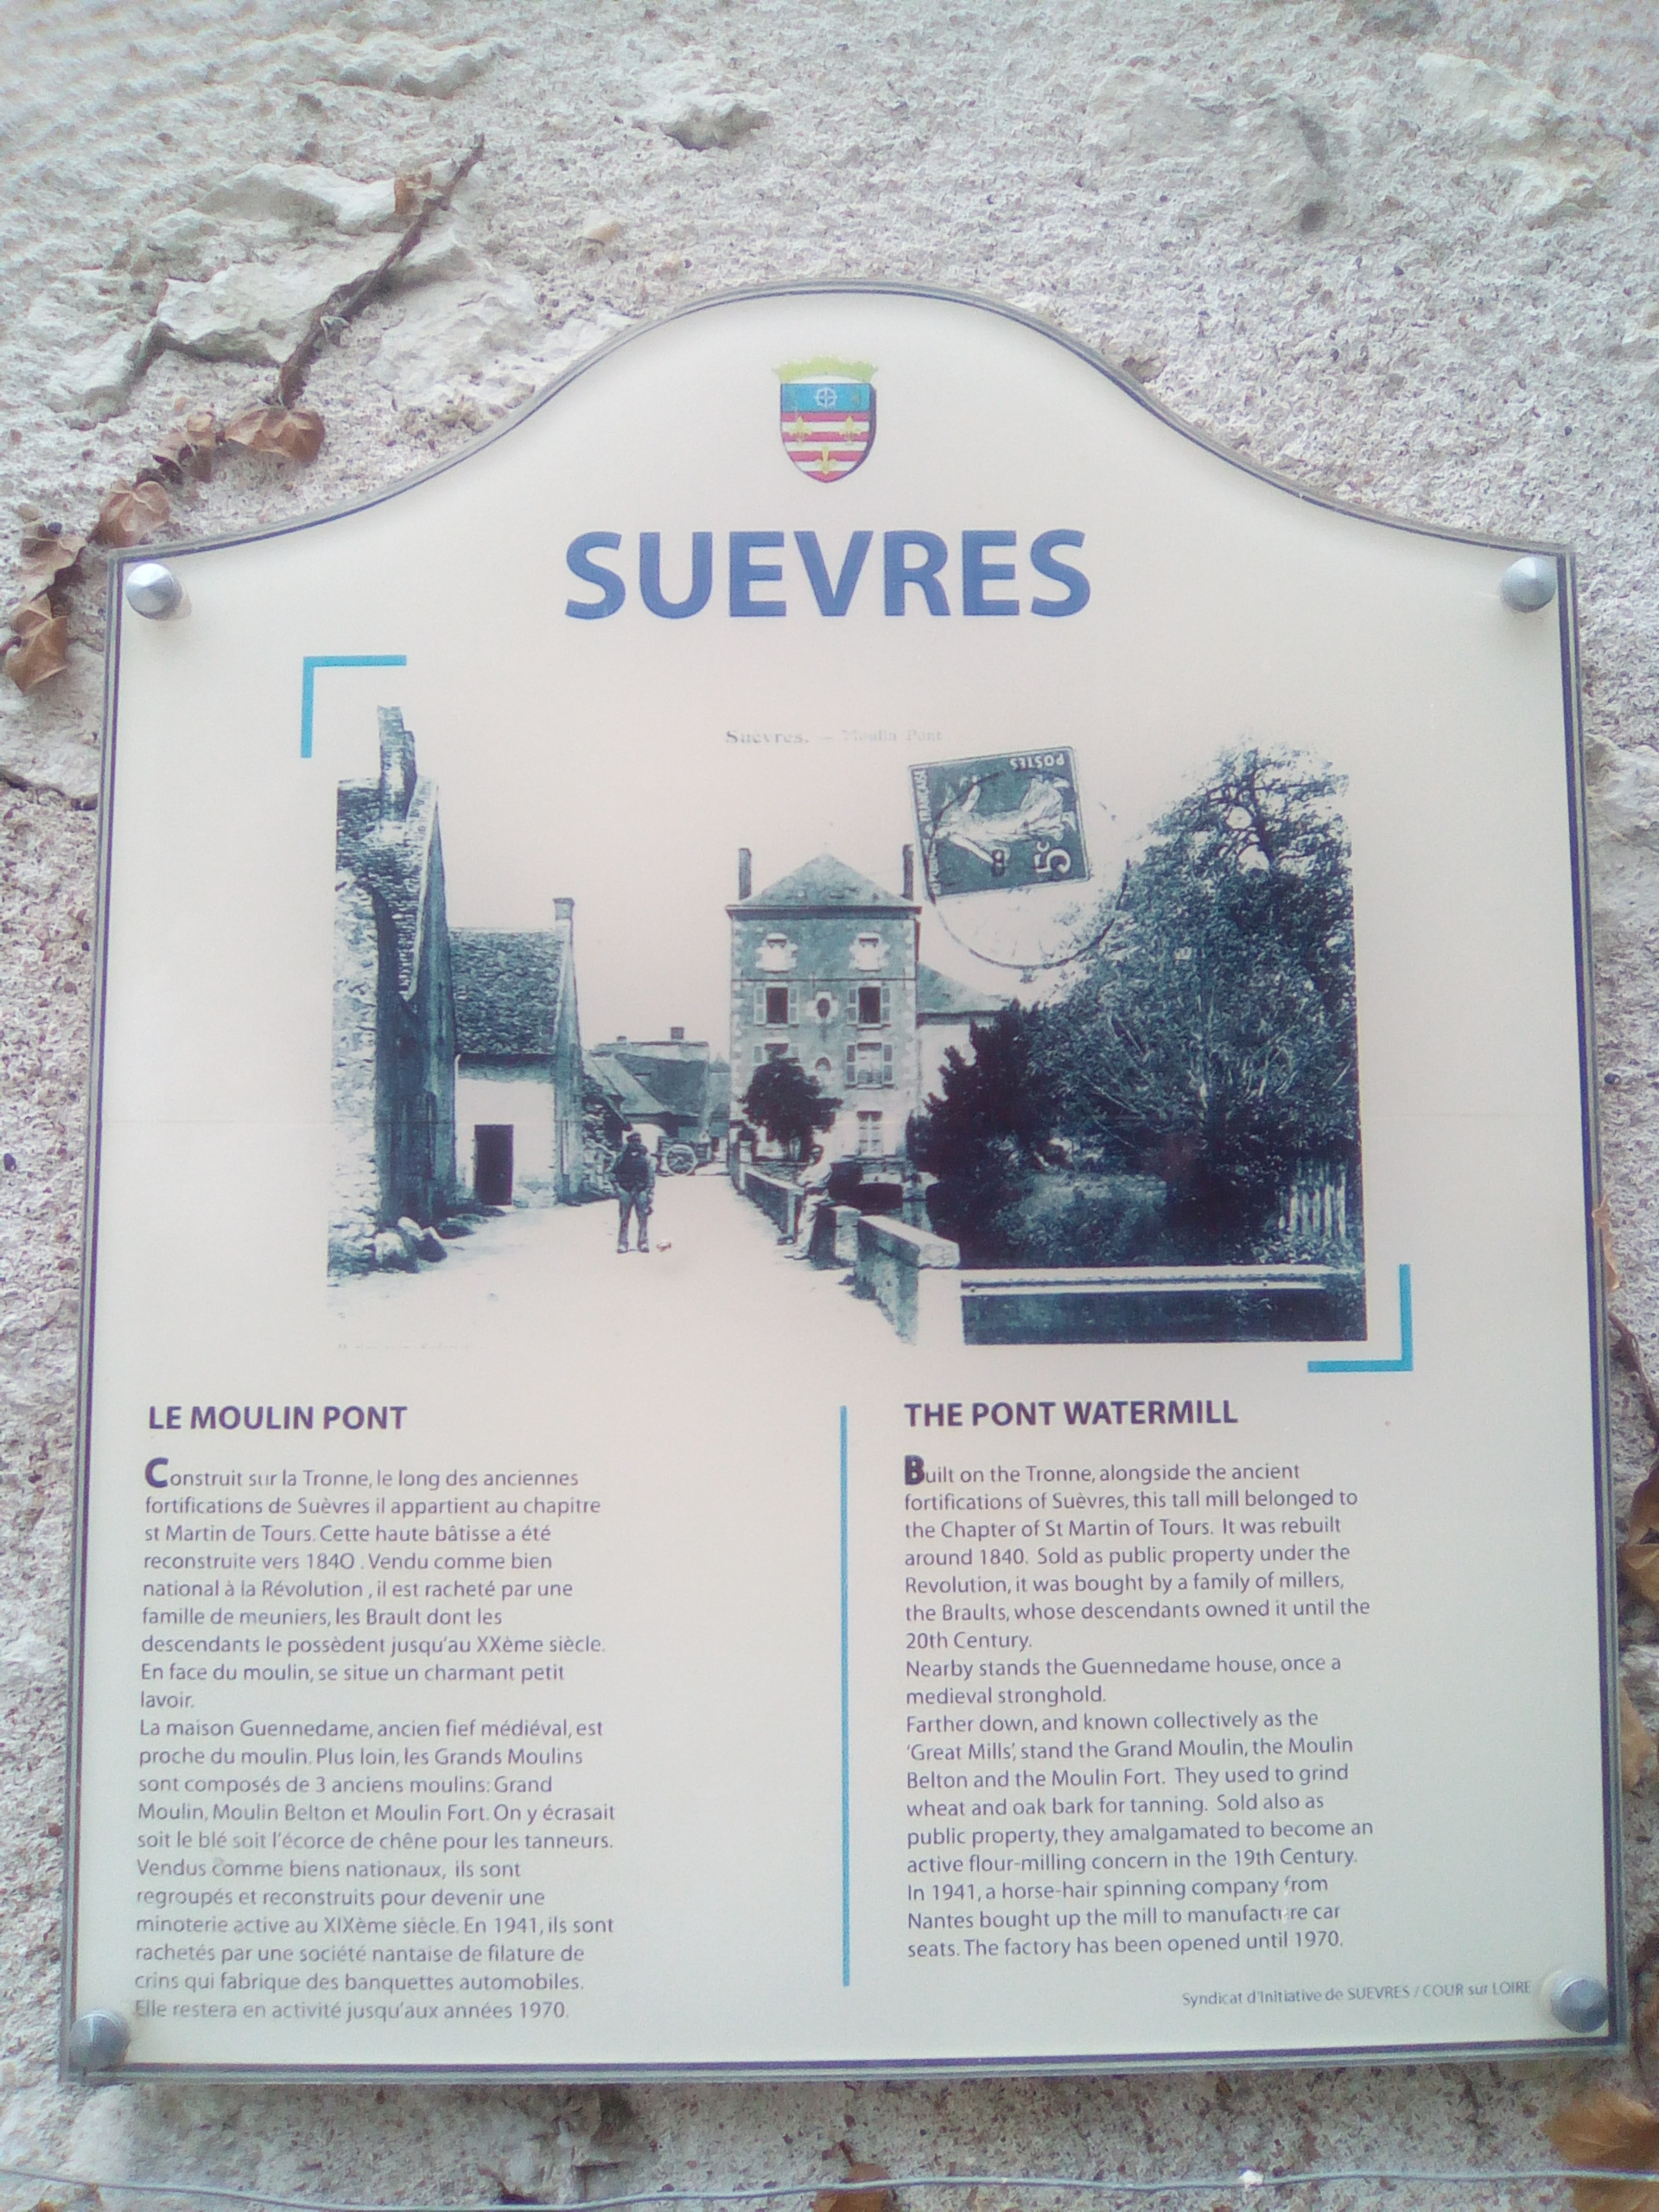 SUEVRES
Suèvres. — Moulin Pont
POSTES
5c
LE MOULIN PONT
Construit sur la Tronne, le long des anciennes
fortifications de Suèvres il appartient au chapitre
st Martin de Tours. Cette haute bâtisse a été
reconstruite vers 1840 . Vendu comme bien
national à la Révolution , il est racheté par une
famille de meuniers, les Brault dont les
descendants le possèdent jusqu'au XXème siècle.
En face du moulin, se situe un charmant petit
lavoir.
La maison Guennedame, ancien fief médiéval, est
proche du moulin. Plus loin, les Grands Moulins
sont composés de 3 anciens moulins: Grand
Moulin, Moulin Belton et Moulin Fort. On y écrasait
soit le blé soit l'écorce de chêne pour les tanneurs.
Vendus comme biens nationaux, ils sont
regroupés et reconstruits pour devenir une
minoterie active au XIXème siècle. En 1941, ils sont
rachetés par une société nantaise de filature de
crins qui fabrique des banquettes automobiles.
Elle restera en activité jusqu'aux années 1970.
THE PONT WATERMILL
Built on the Tronne, alongside the ancient
fortifications of Suèvres, this tall mill belonged to
the Chapter of St Martin of Tours. It was rebuilt
around 1840. Sold as public property under the
Revolution, it was bought by a family of millers,
the Braults, whose descendants owned it until the
20th Century.
Nearby stands the Guennedame house, once a
medieval stronghold.
Farther down, and known collectively as the
'Great Mills', stand the Grand Moulin, the Moulin
Belton and the Moulin Fort. They used to grind
wheat and oak bark for tanning. Sold also as
public property, they amalgamated to become an
active flour-milling concern in the 19th Century.
In 1941, a horse-hair spinning company from
Nantes bought up the mill to manufacture car
seats. The factory has been opened until 1970.
Syndicat d'Initiative de SUEVRES / COUR sur LOIRE